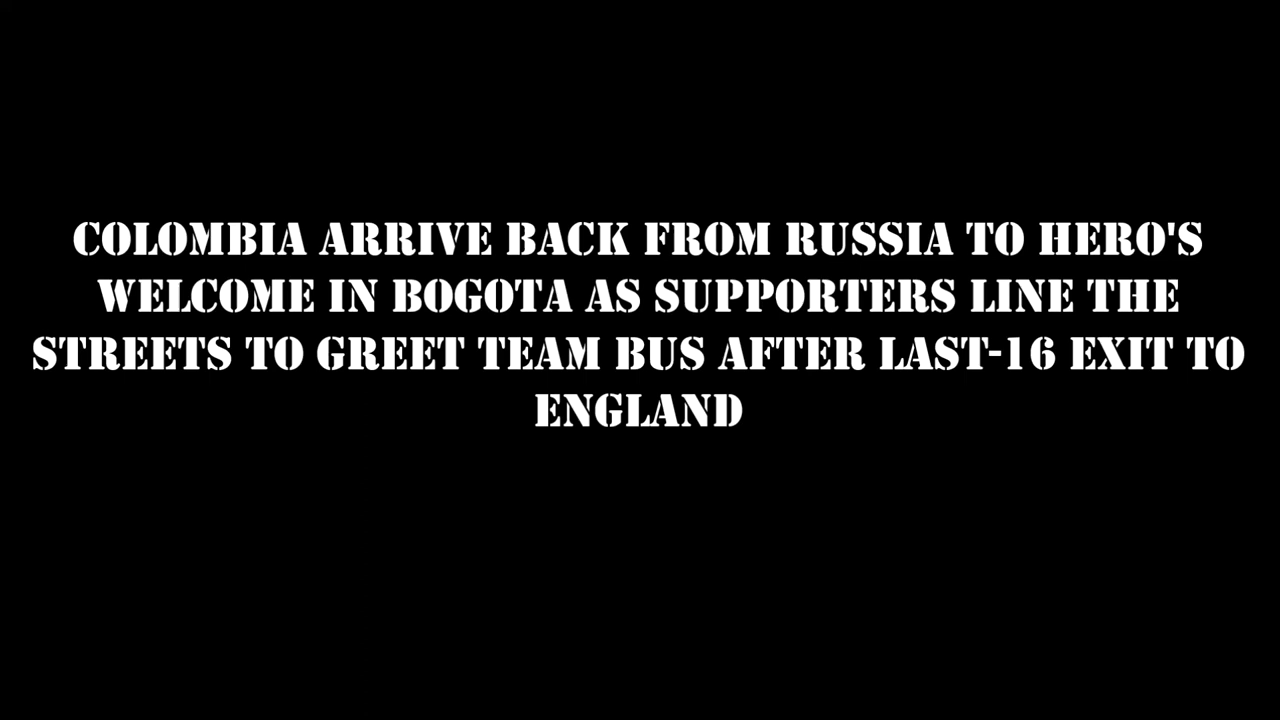 COLOMBIA ARRIVE BACK FROM RUSSIA TO HERO'S
WELCOME IN BOGOTA AS SUPPORTERS LINE THE
STREETS TO GREET TEAM BUS AFTER LAST-16 EXIT TO
ENGLAND